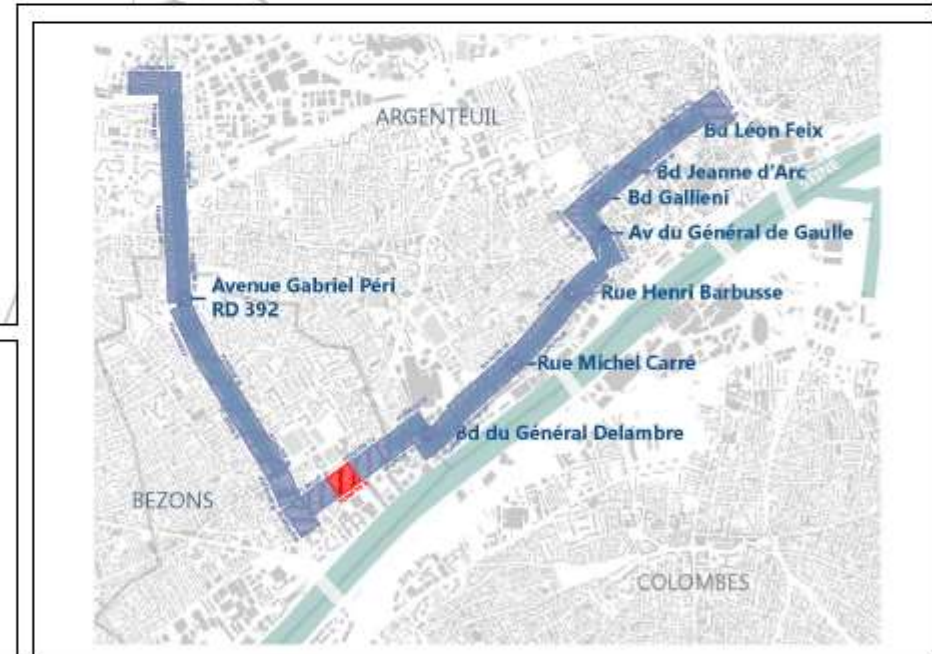 ARGENTEUIL
Bd Léon Feix
Bd Jeanne d'Arc
Bd Gallieni
Av du Général de Gaulle
Avenue Gabriel Péri
RD 392
Rue Henri Barbusse
Rue Michel Carré
Bd du Général Delambre
BEZONS
COLOMBES